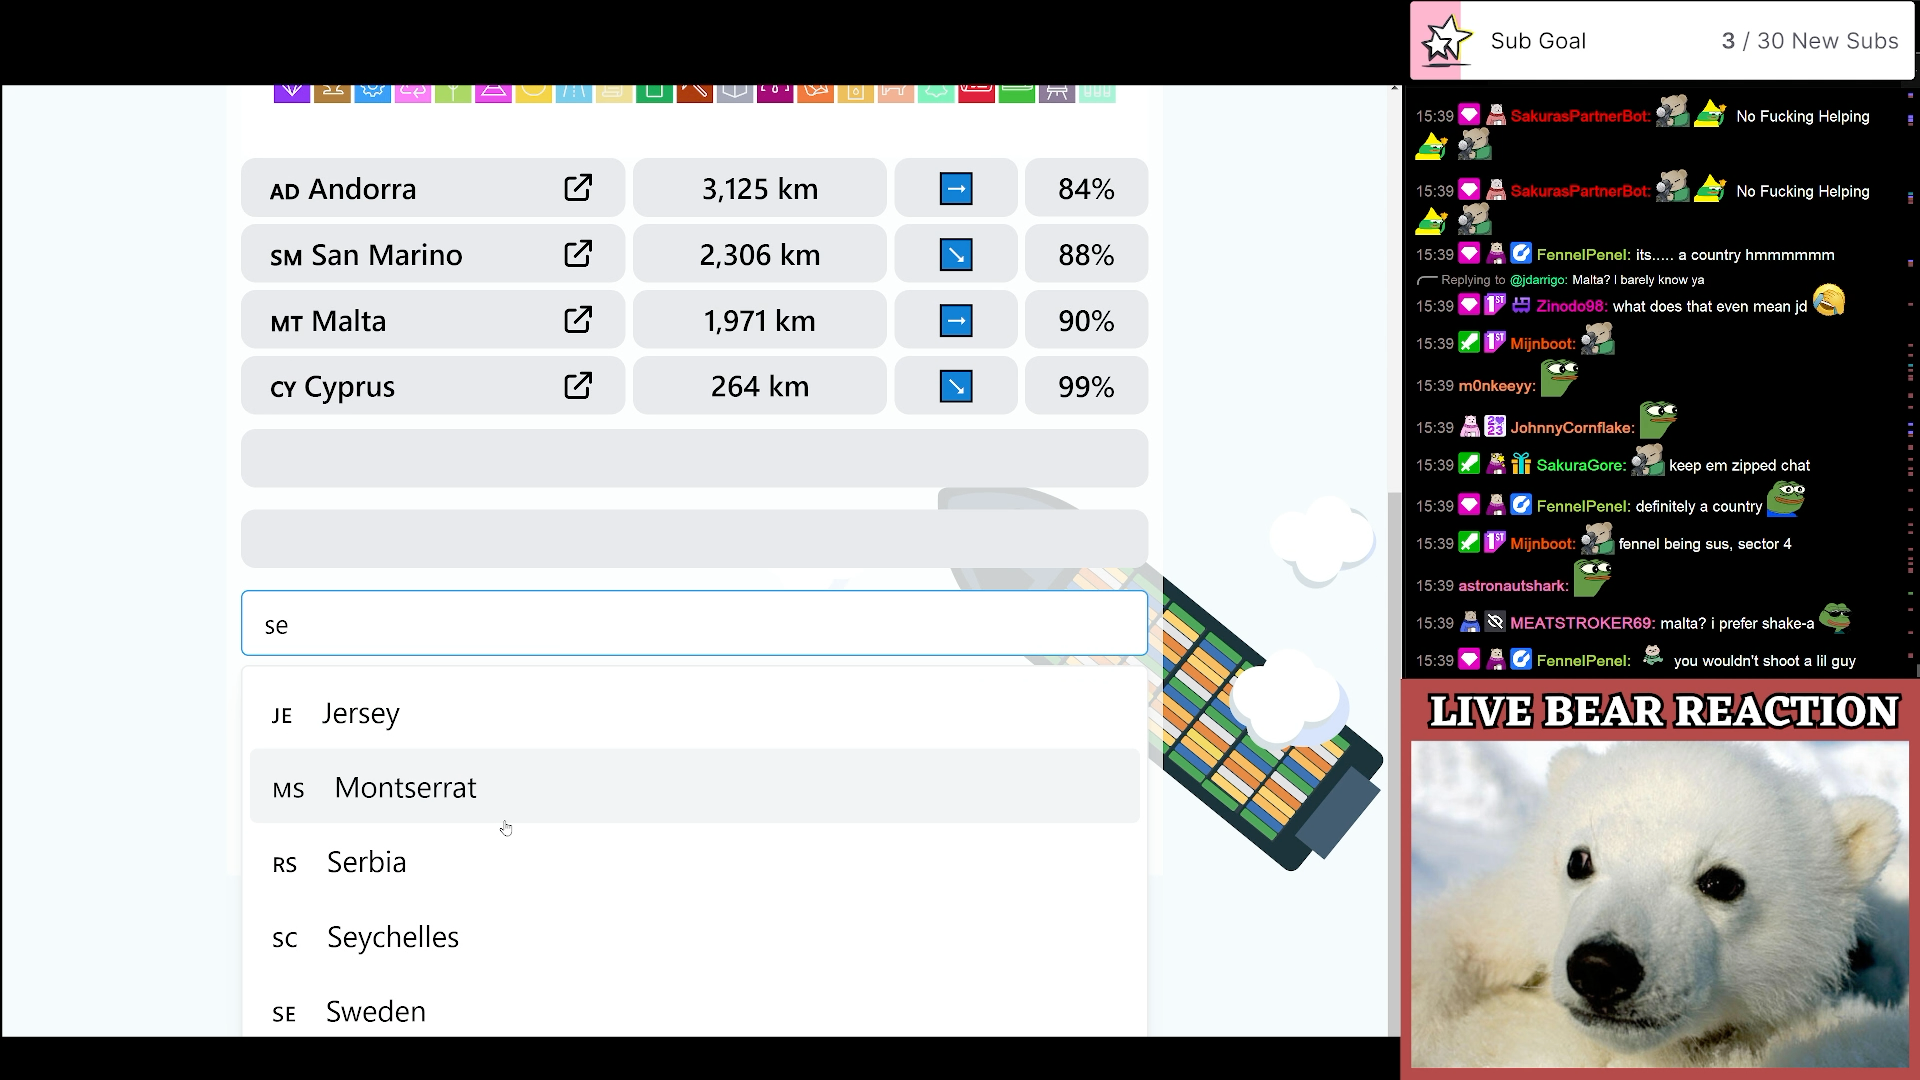 Sub Goal 3 / 30 New Subs
AD Andorra 3,125 km 84%
SM San Marino 2,306 km 88%
MT Malta 1,971 km 90%
CY Cyprus 264 km 99%
se
JE Jersey
MS Montserrat
RS Serbia
SC Seychelles
SE Sweden
15:39 SakurasPartnerBot: No Fucking Helping
15:39 SakurasPartnerBot: No Fucking Helping
15:39 FennelPenel: its..... a country hmmmmmm
Replying to @jdarrigo: Malta? I barely know ya
15:39 1ST Zinodo98: what does that even mean jd
15:39 1ST Mijnboot:
15:39 m0nkeeyy:
15:39 JohnnyCornflake:
15:39 SakuraGore: keep em zipped chat
15:39 FennelPenel: definitely a country
15:39 1ST Mijnboot: fennel being sus, sector 4
15:39 astronautshark:
15:39 MEATSTROKER69: malta? i prefer shake-a
15:39 FennelPenel: you wouldn't shoot a lil guy
LIVE BEAR REACTION